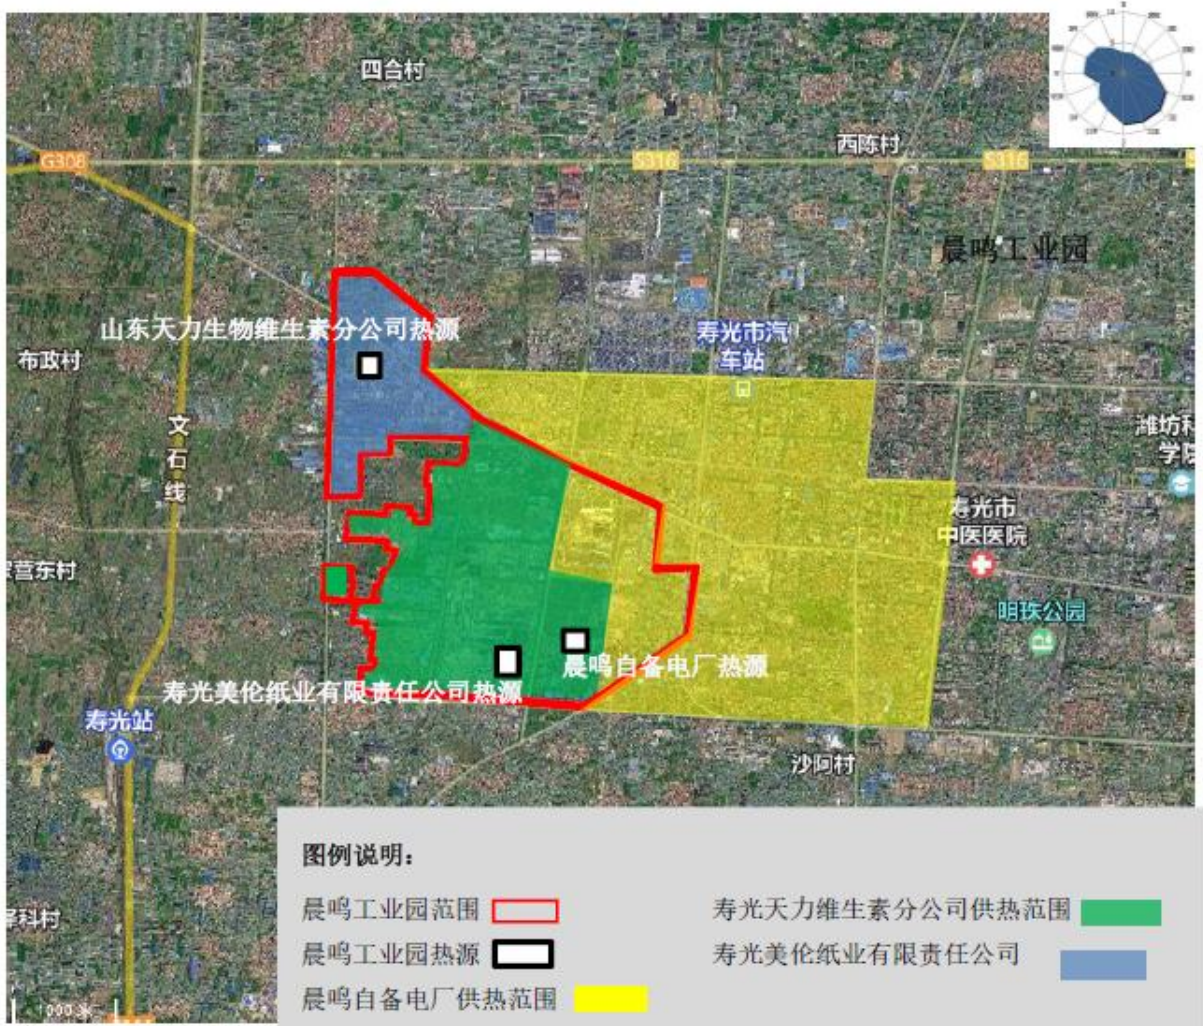 四合村
西陈村
G308
S316
S316
晨鸣工业园
山东天力生物维生素分公司热源
寿光市汽
车站
布政村
潍坊科
学院
文
石
线
寿光市
中医医院
营东村
明珠公园
晨鸣自备电厂热源
寿光美伦纸业有限责任公司热源
寿光站
沙阿村
图例说明：
晨鸣工业园范围
寿光天力维生素分公司供热范围
晨鸣工业园热源
寿光美伦纸业有限责任公司
科村
晨鸣自备电厂供热范围
1000 米